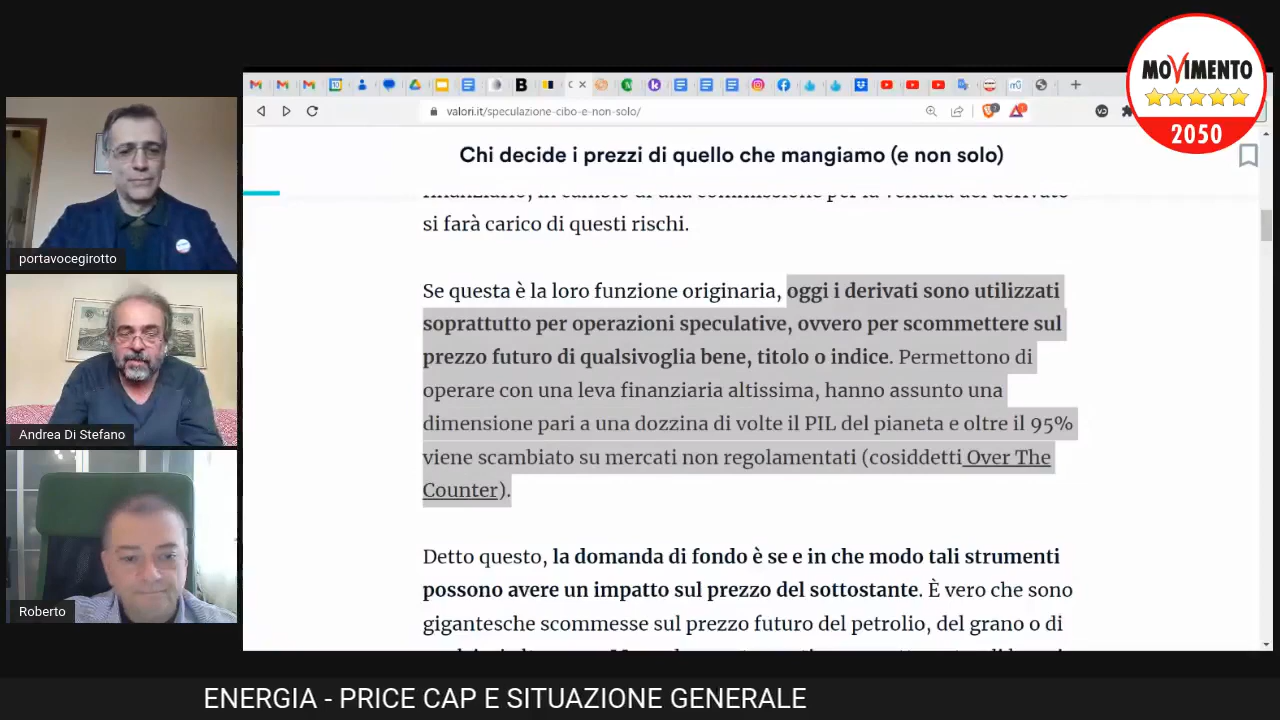 MOVIMENTO
2050
valori.it/speculazione-cibo-e-non-solo/
Chi decide i prezzi di quello che mangiamo (e non solo)
si farà carico di questi rischi.
Se questa è la loro funzione originaria, oggi i derivati sono utilizzati
soprattutto per operazioni speculative, ovvero per scommettere sul
prezzo futuro di qualsivoglia bene, titolo o indice. Permettono di
operare con una leva finanziaria altissima, hanno assunto una
dimensione pari a una dozzina di volte il PIL del pianeta e oltre il 95%
viene scambiato su mercati non regolamentati (cosiddetti Over The
Counter).
Detto questo, la domanda di fondo è se e in che modo tali strumenti
possono avere un impatto sul prezzo del sottostante. È vero che sono
gigantesche scommesse sul prezzo futuro del petrolio, del grano o di
portavocegirotto
Andrea Di Stefano
Roberto
ENERGIA - PRICE CAP E SITUAZIONE GENERALE